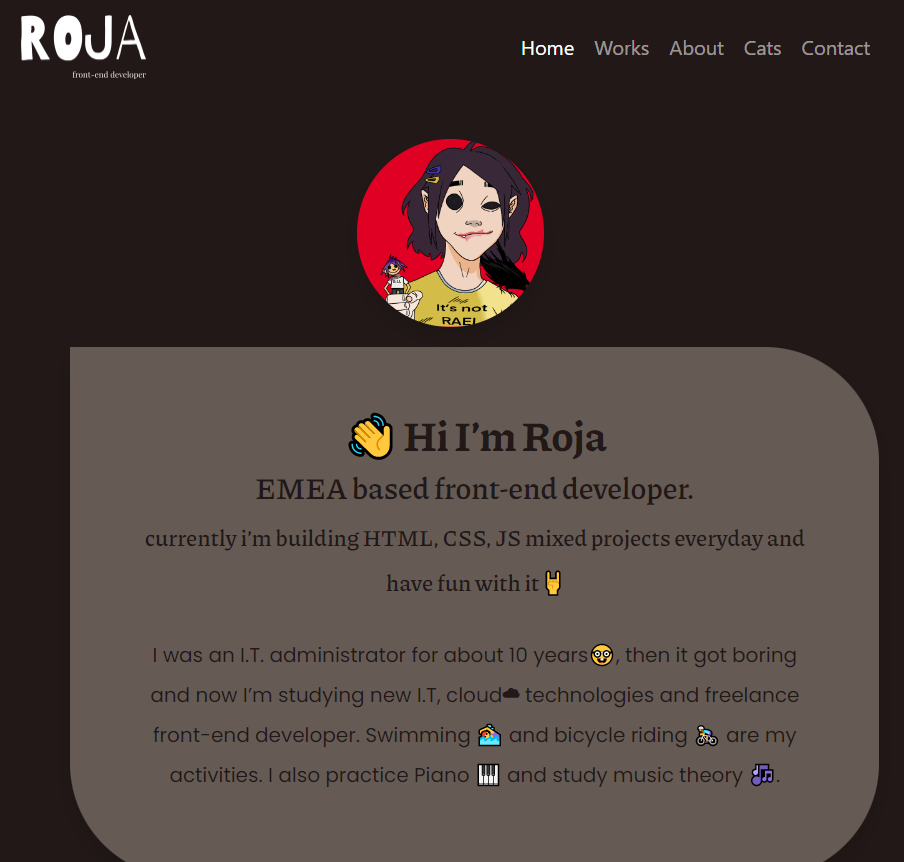 ROJA
front-end developer
Home Works About Cats Contact
It's not
RAEL
👋 Hi I'm Roja
EMEA based front-end developer.
currently i'm building HTML, CSS, JS mixed projects everyday and
have fun with it 🤘
I was an I.T. administrator for about 10 years🤓, then it got boring
and now I'm studying new I.T, cloud☁ technologies and freelance
front-end developer. Swimming 🏊 and bicycle riding 🚴 are my
activities. I also practice Piano 🎹 and study music theory 🎵.